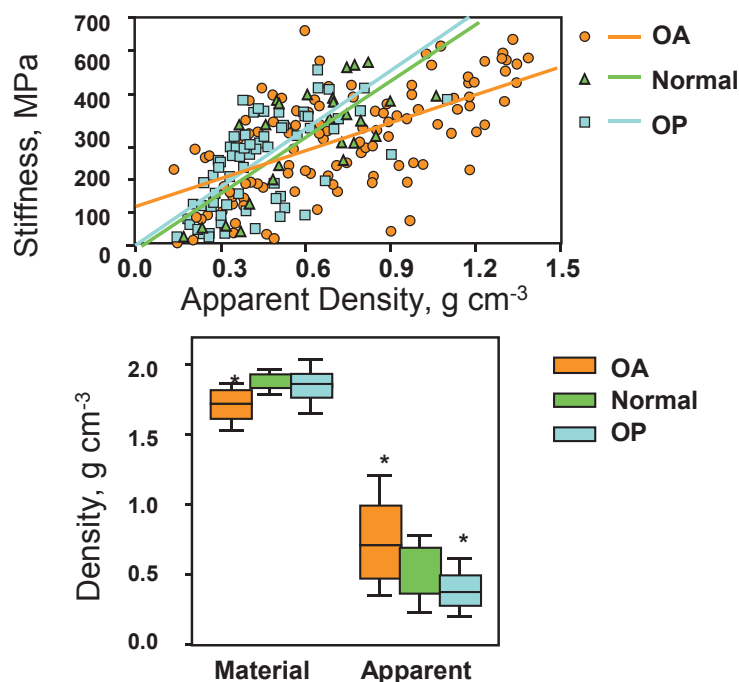 Stiffness, MPa
700
600
400
300
200
100
0
0.0 0.3 0.6 0.9 1.2 1.5
Apparent Density, g cm-3
OA
Normal
OP
Density, g cm-3
2.0
1.5
1.0
0.5
0.0
* * *
Material Apparent
OA
Normal
OP